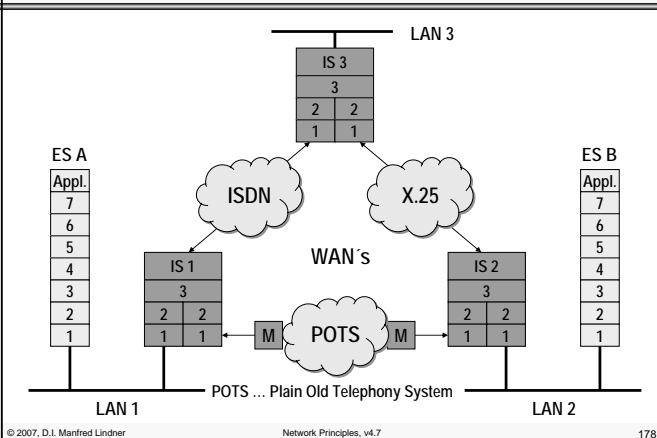 LAN 3
IS 3
3
2 2
1 1
ES A
Appl.
7
6
5
4
3
2
1
ISDN
X.25
ES B
Appl.
7
6
5
4
3
2
1
WAN´s
IS 1
3
2 2
1 1
IS 2
3
2 2
1 1
M POTS M
POTS ... Plain Old Telephony System
LAN 1
LAN 2
© 2007, D.I. Manfred Lindner
Network Principles, v4.7
178